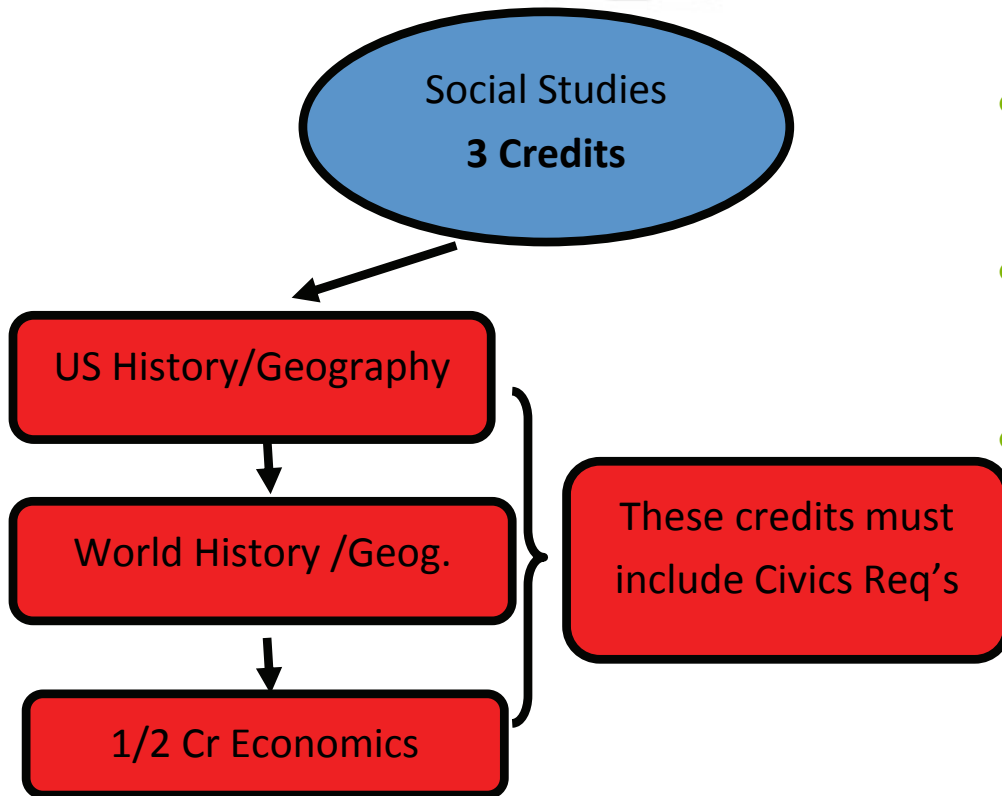 Social Studies
3 Credits
US History/Geography
World History /Geog.
These credits must
include Civics Req’s
1/2 Cr Economics